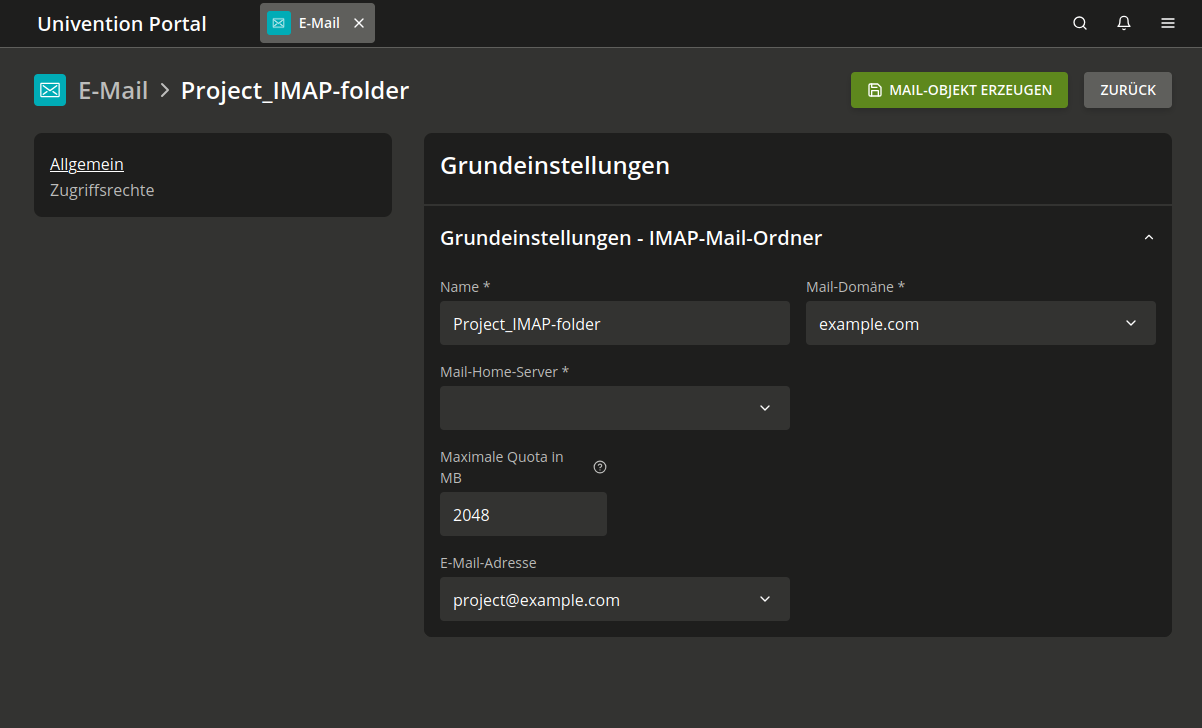 Univention Portal
E-Mail
E-Mail > Project_IMAP-folder
MAIL-OBJEKT ERZEUGEN
ZURÜCK
Allgemein
Zugriffsrechte
Grundeinstellungen
Grundeinstellungen - IMAP-Mail-Ordner
Name *
Mail-Domäne *
Project_IMAP-folder
example.com
Mail-Home-Server *
Maximale Quota in
MB
2048
E-Mail-Adresse
project@example.com